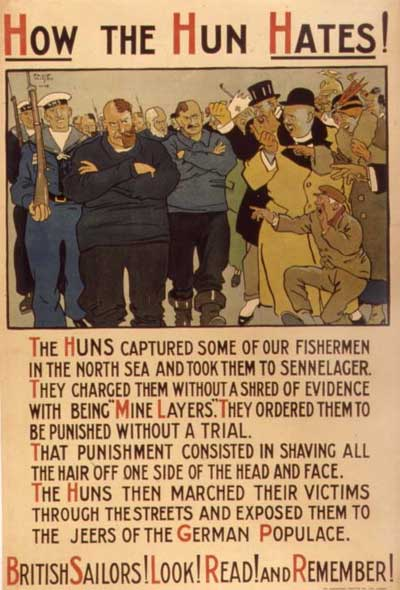 HOW THE HUN HATES!
THE HUNS CAPTURED SOME OF OUR FISHERMEN
IN THE NORTH SEA AND TOOK THEM TO SENNELAGER.
THEY CHARGED THEM WITHOUT A SHRED OF EVIDENCE
WITH BEING "MINE LAYERS". THEY ORDERED THEM TO
BE PUNISHED WITHOUT A TRIAL.
THAT PUNISHMENT CONSISTED IN SHAVING ALL
THE HAIR OFF ONE SIDE OF THE HEAD AND FACE.
THE HUNS THEN MARCHED THEIR VICTIMS
THROUGH THE STREETS AND EXPOSED THEM TO
THE JEERS OF THE GERMAN POPULACE.
BRITISH SAILORS! LOOK! READ! AND REMEMBER!